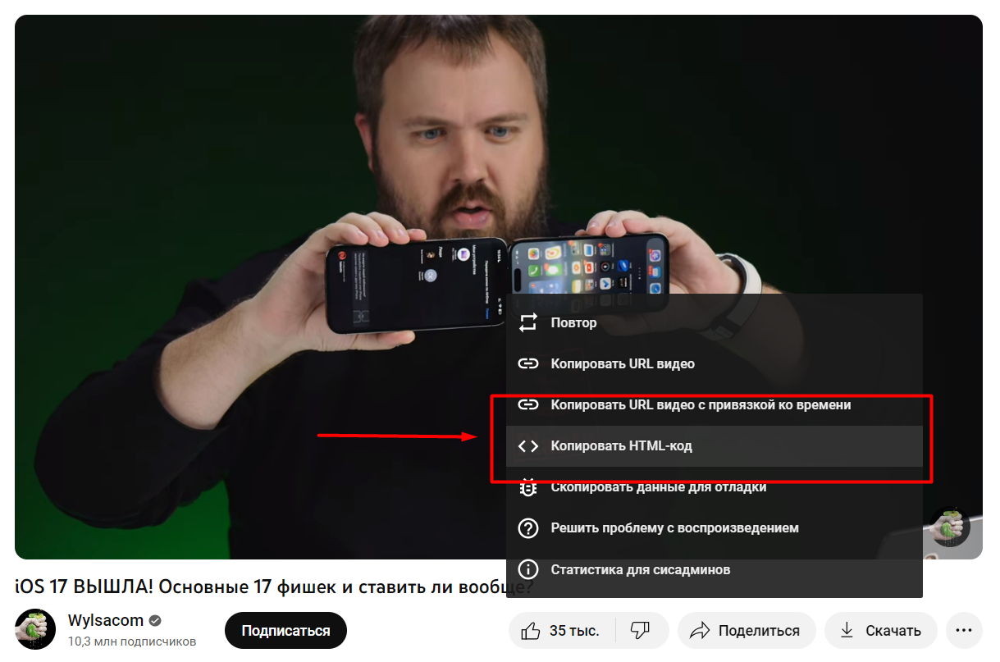 Повтор
Копировать URL видео
Копировать URL видео с привязкой ко времени
Копировать HTML-код
Скопировать данные для отладки
Решить проблему с воспроизведением
Статистика для сисадминов
iOS 17 ВЫШЛА! Основные 17 фишек и ставить ли вообще?
Wylsacom
10,3 млн подписчиков
Подписаться
35 тыс.
Поделиться
Скачать